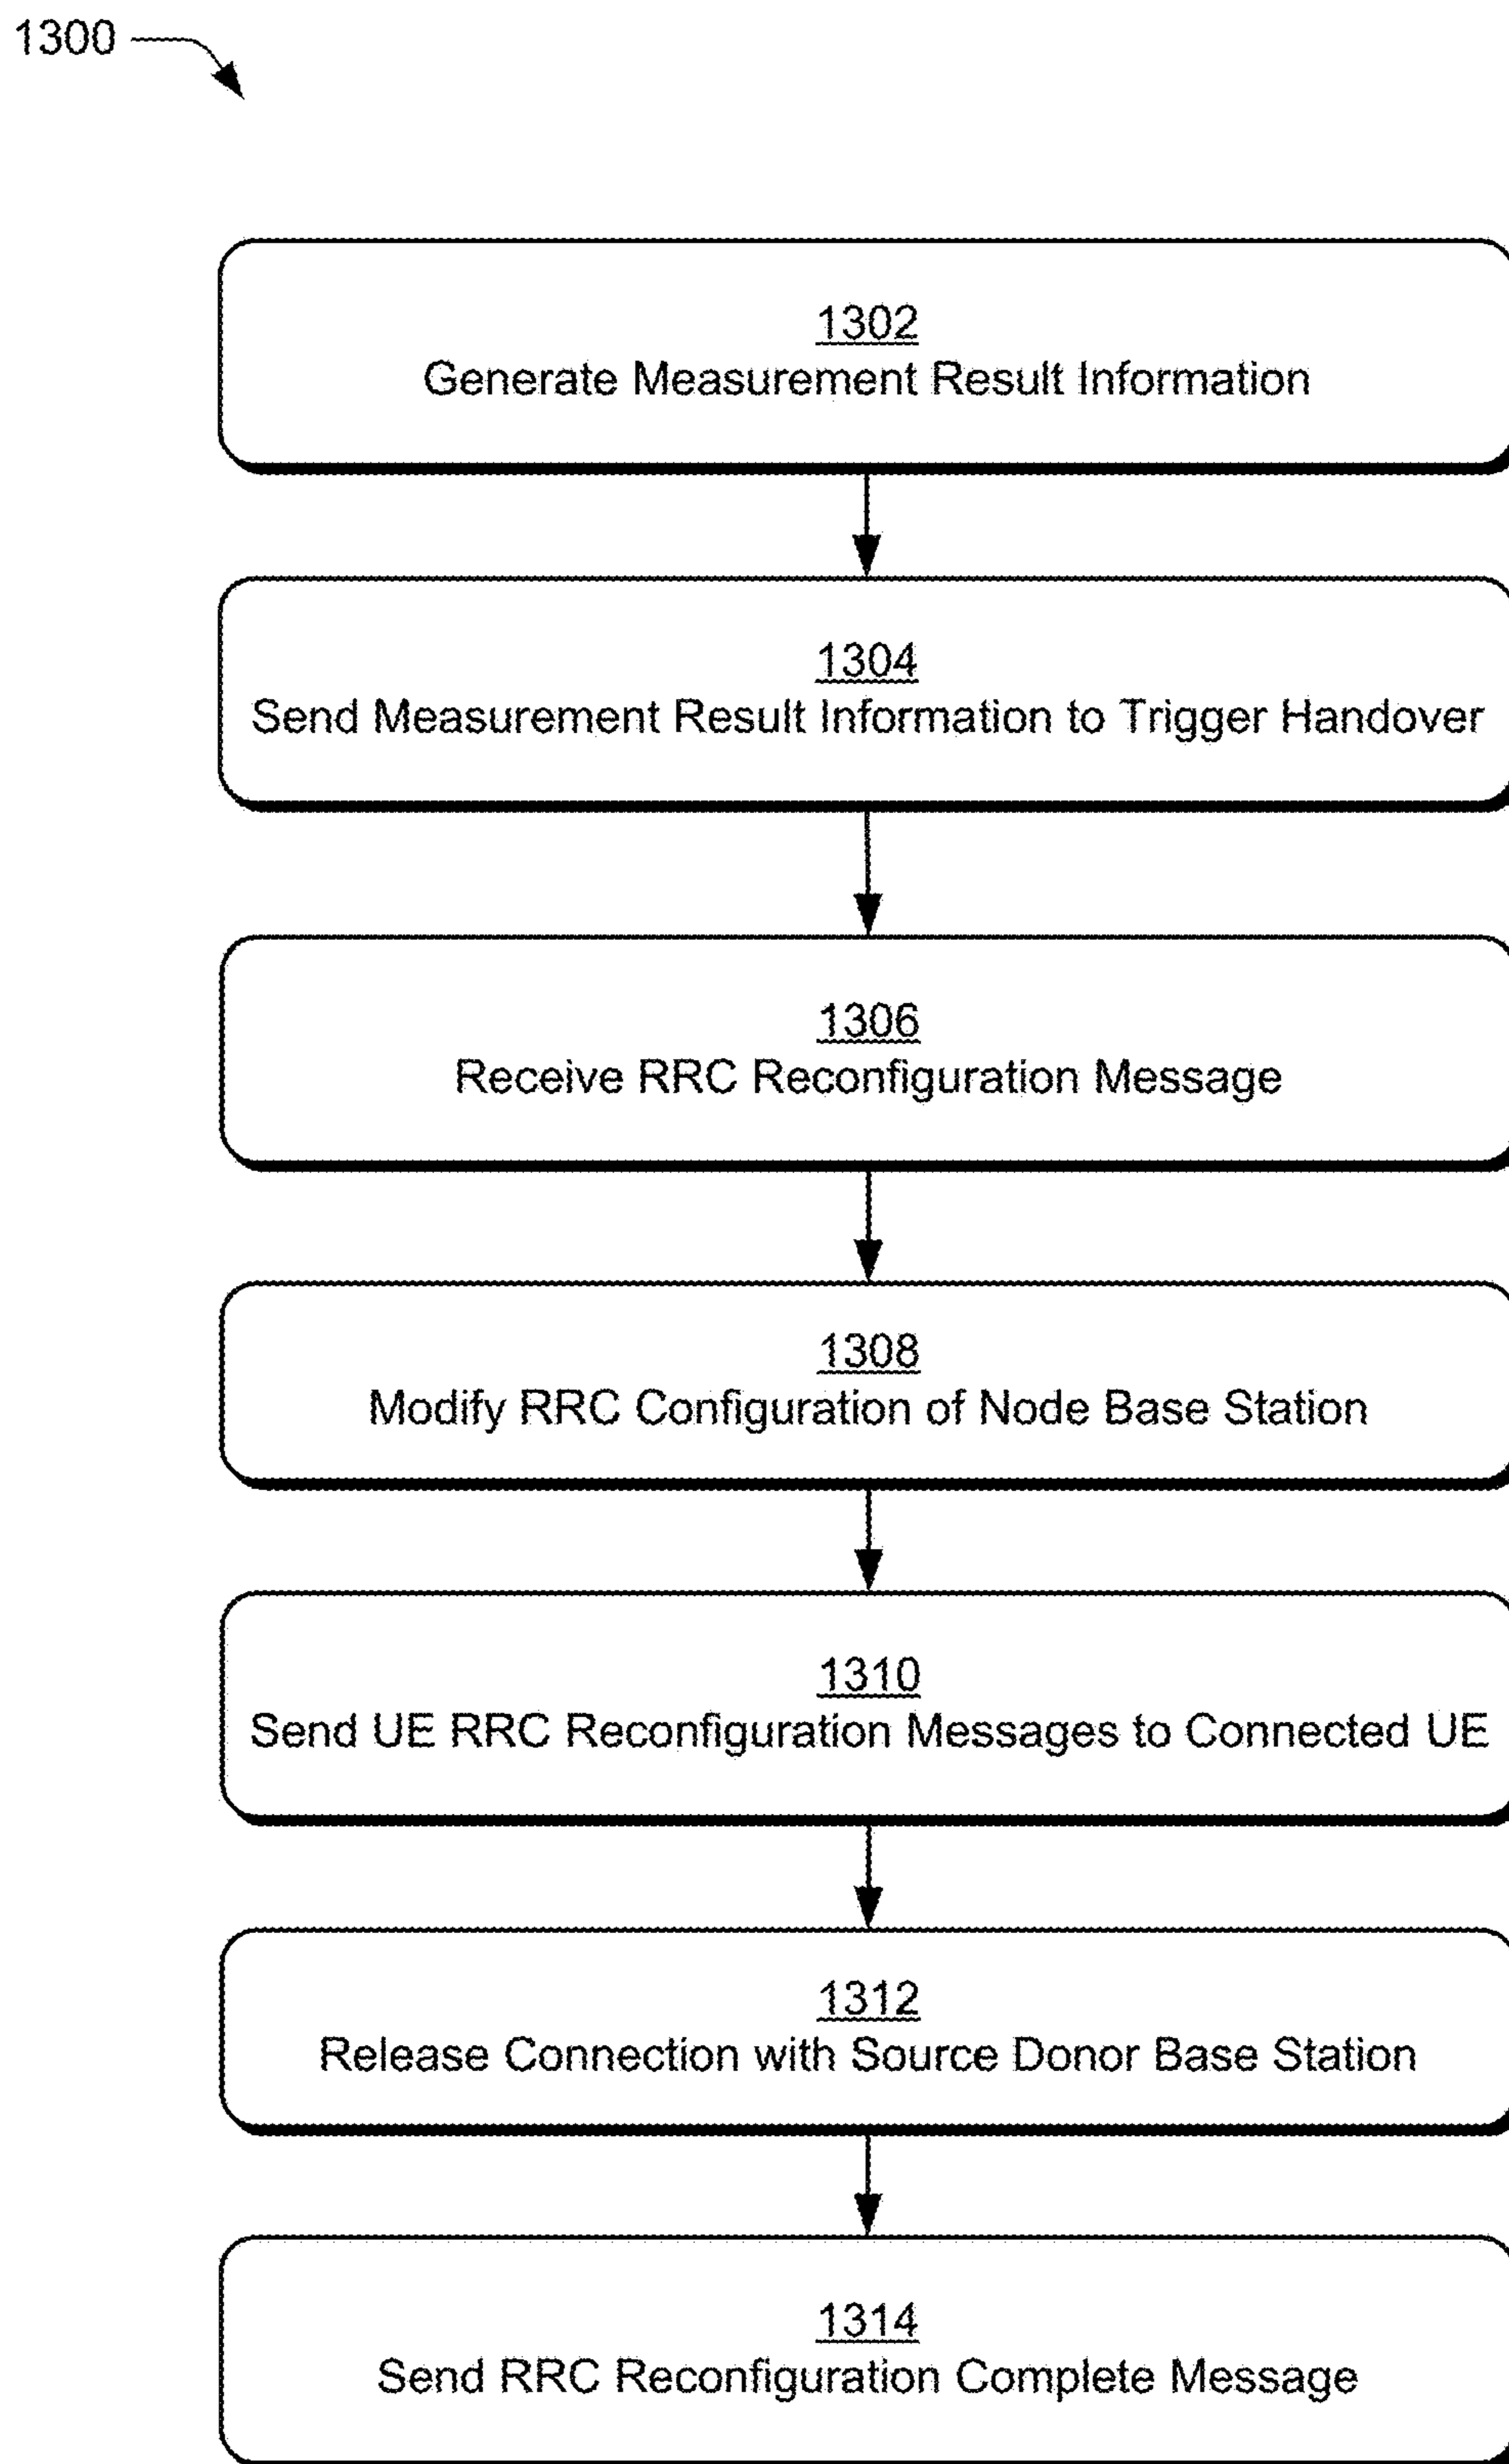 1300
1302
Generate Measurement Result Information
1304
Send Measurement Result Information to Trigger Handover
1306
Receive RRC Reconfiguration Message
1308
Modify RRC Configuration of Node Base Station
1310
Send UE RRC Reconfiguration Messages to Connected UE
1312
Release Connection with Source Donor Base Station
1314
Send RRC Reconfiguration Complete Message